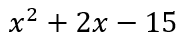 x² + 2x − 15